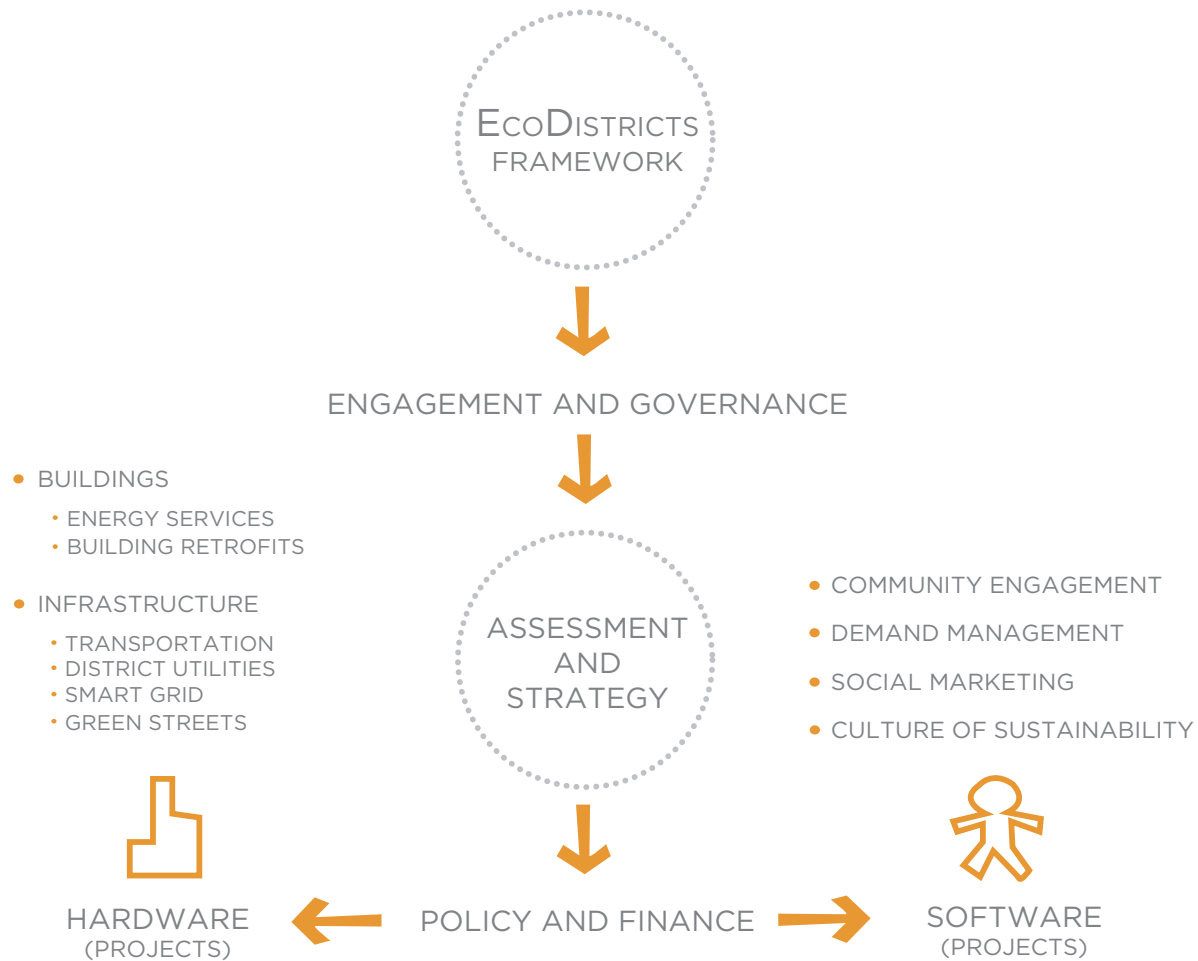 ECODISTRICTS
FRAMEWORK
ENGAGEMENT AND GOVERNANCE
• BUILDINGS
• ENERGY SERVICES
• BUILDING RETROFITS
• INFRASTRUCTURE
• TRANSPORTATION
• DISTRICT UTILITIES
• SMART GRID
• GREEN STREETS
ASSESSMENT
AND
STRATEGY
• COMMUNITY ENGAGEMENT
• DEMAND MANAGEMENT
• SOCIAL MARKETING
• CULTURE OF SUSTAINABILITY
HARDWARE
(PROJECTS)
POLICY AND FINANCE
SOFTWARE
(PROJECTS)